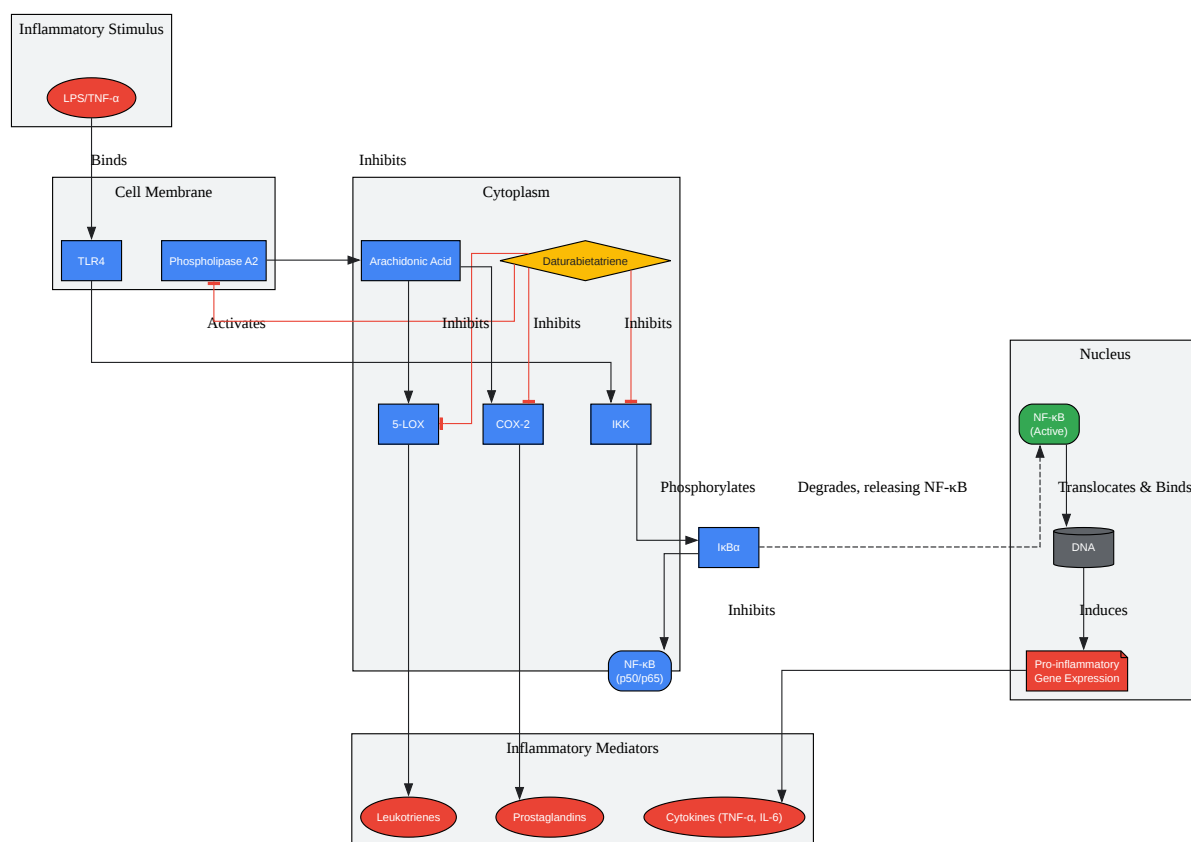 Inflammatory Stimulus
LPS/TNF-α
Binds
Inhibits
Cell Membrane
Cytoplasm
TLR4
Phospholipase A2
Arachidonic Acid
Daturabietatriene
Activates
Inhibits
Inhibits
Inhibits
Nucleus
5-LOX
COX-2
IKK
NF-κB
(Active)
Phosphorylates
Degrades, releasing NF-κB
Translocates & Binds
IκBα
DNA
Inhibits
Induces
NF-κB
(p50/p65)
Pro-inflammatory
Gene Expression
Inflammatory Mediators
Leukotrienes
Prostaglandins
Cytokines (TNF-α, IL-6)